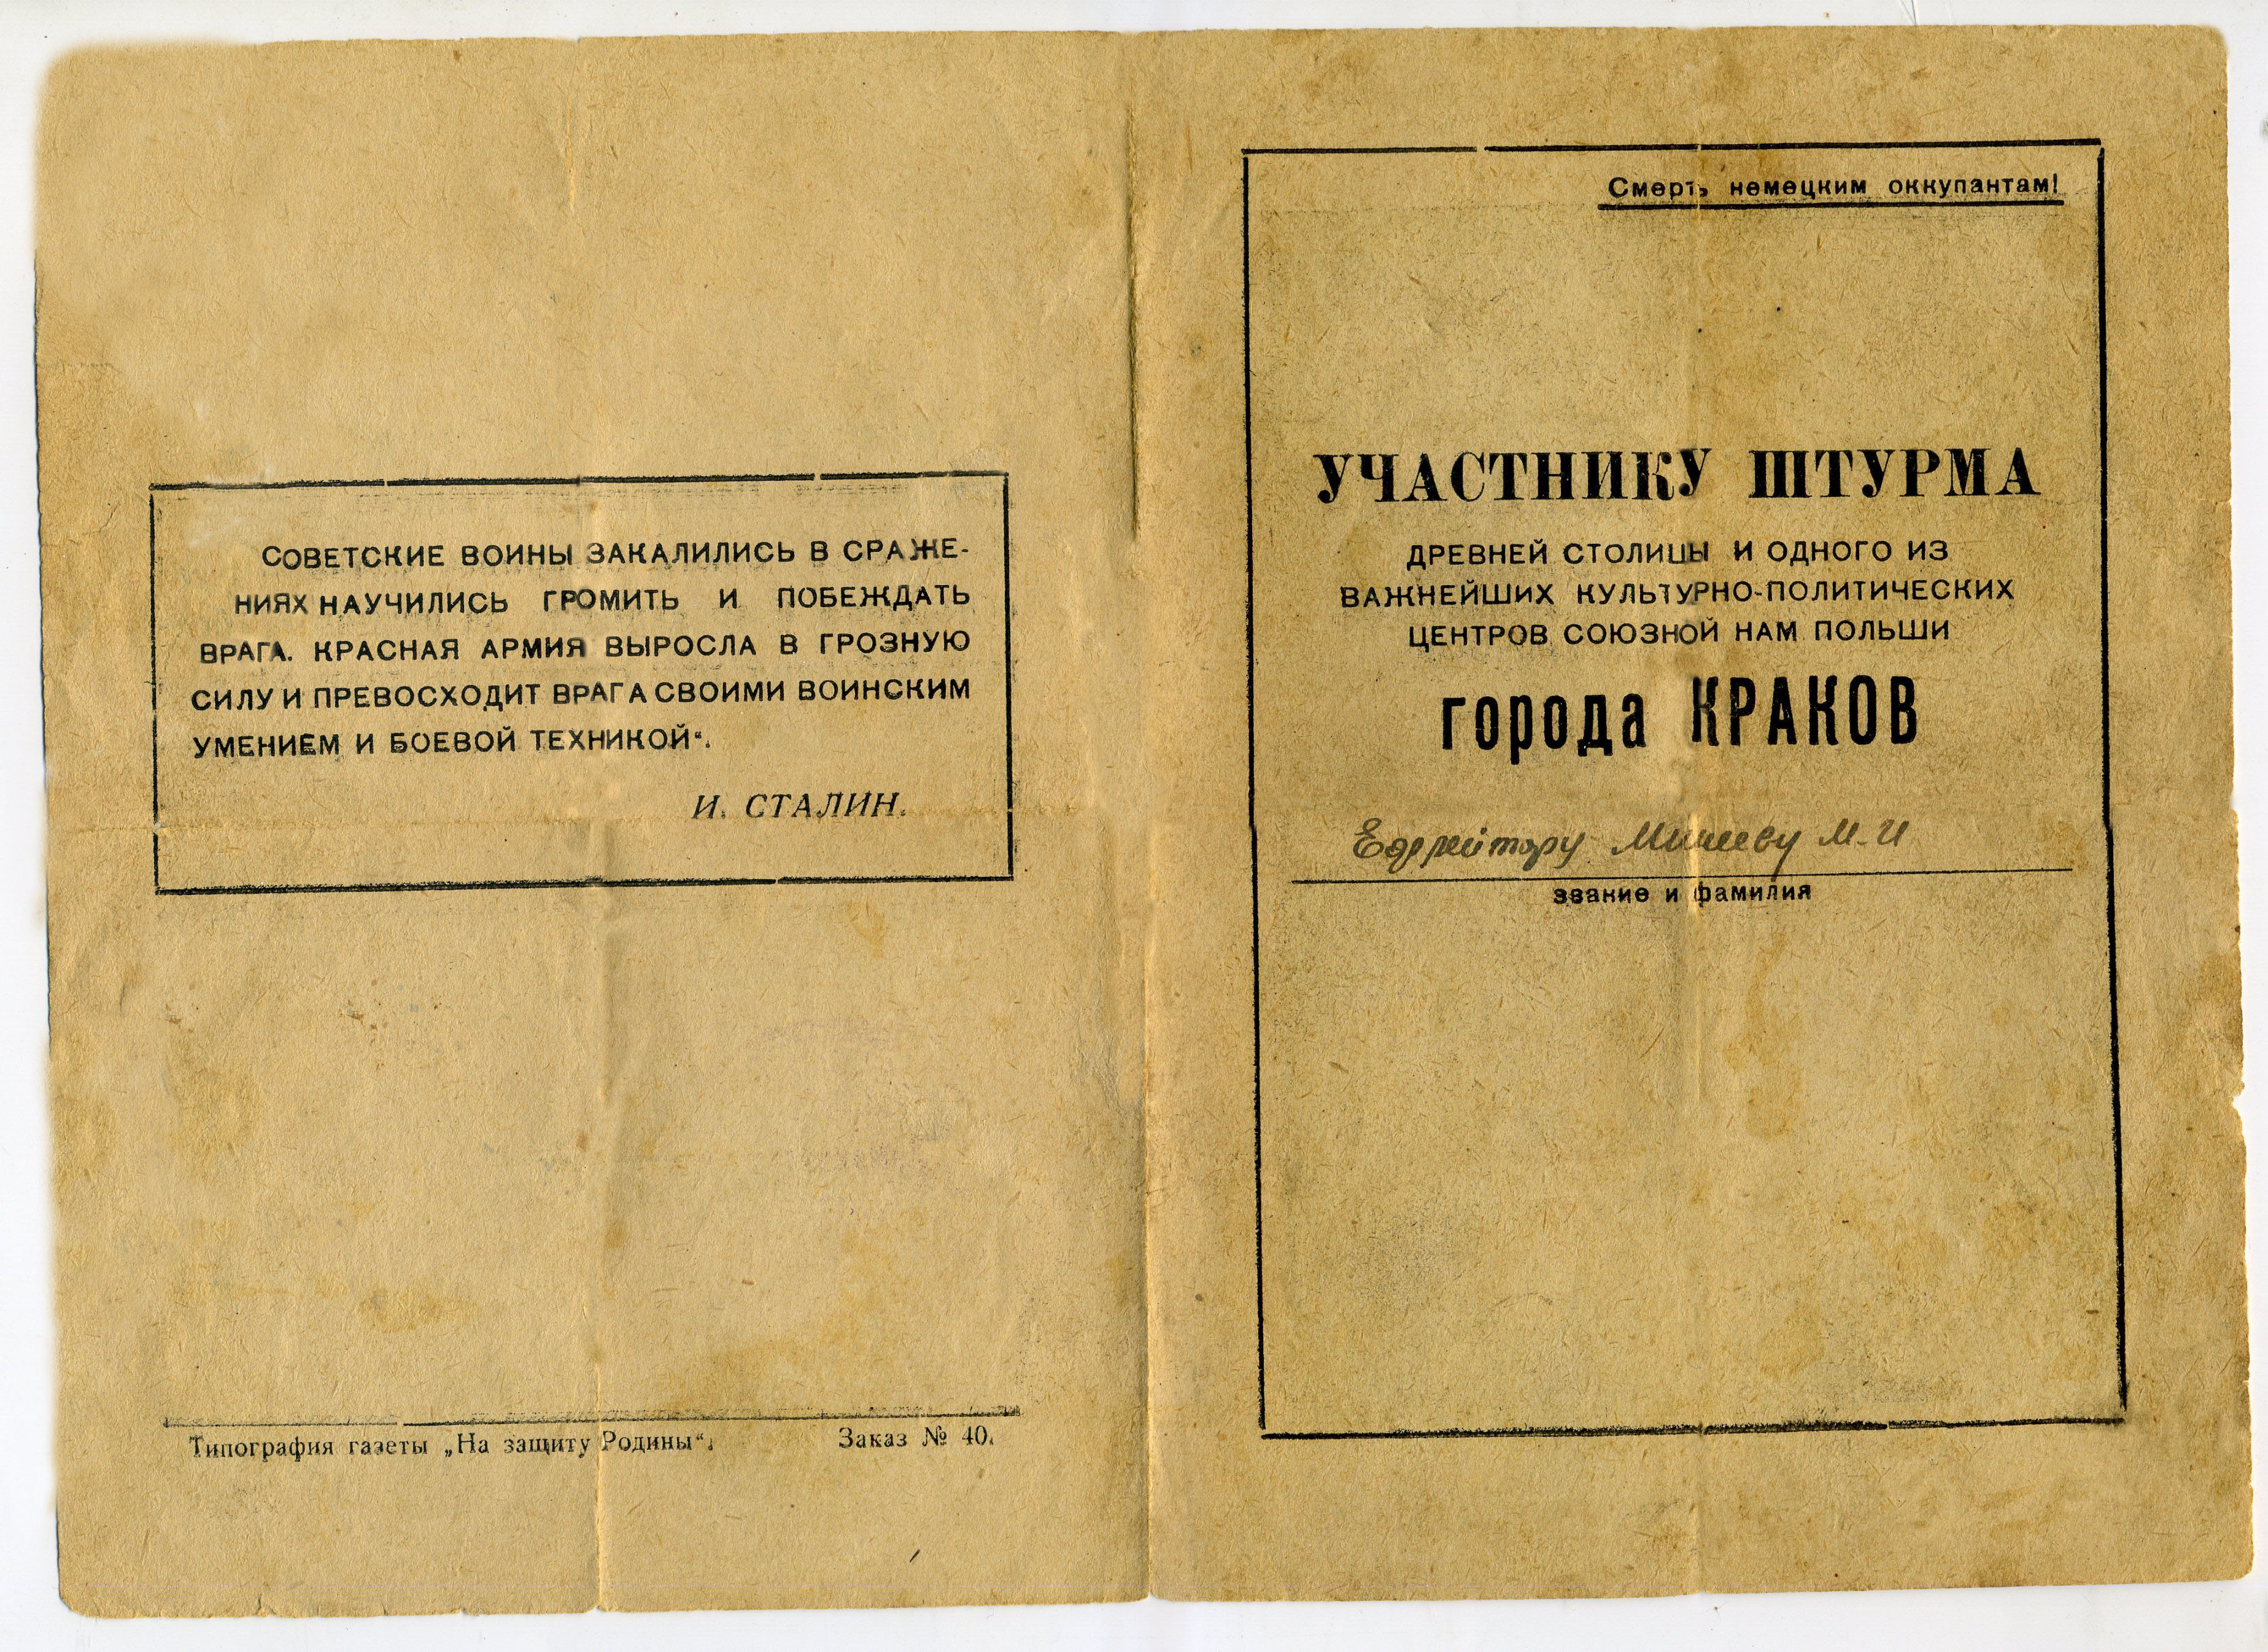 СОВЕТСКИЕ ВОИНЫ ЗАКАЛИЛИСЬ В СРАЖЕ-
НИЯХ НАУЧИЛИСЬ ГРОМИТЬ И ПОБЕЖДАТЬ
ВРАГА. КРАСНАЯ АРМИЯ ВЫРОСЛА В ГРОЗНУЮ
СИЛУ И ПРЕВОСХОДИТ ВРАГА СВОИМИ ВОИНСКИМ
УМЕНИЕМ И БОЕВОЙ ТЕХНИКОЙ“.
И. СТАЛИН.
Типография газеты „На защиту Родины“.
Заказ № 40.
Смерть немецким оккупантам!
УЧАСТНИКУ ШТУРМА
ДРЕВНЕЙ СТОЛИЦЫ И ОДНОГО ИЗ
ВАЖНЕЙШИХ КУЛЬТУРНО-ПОЛИТИЧЕСКИХ
ЦЕНТРОВ СОЮЗНОЙ НАМ ПОЛЬШИ
города КРАКОВ
Ефрейтору М. И
звание и фамилия